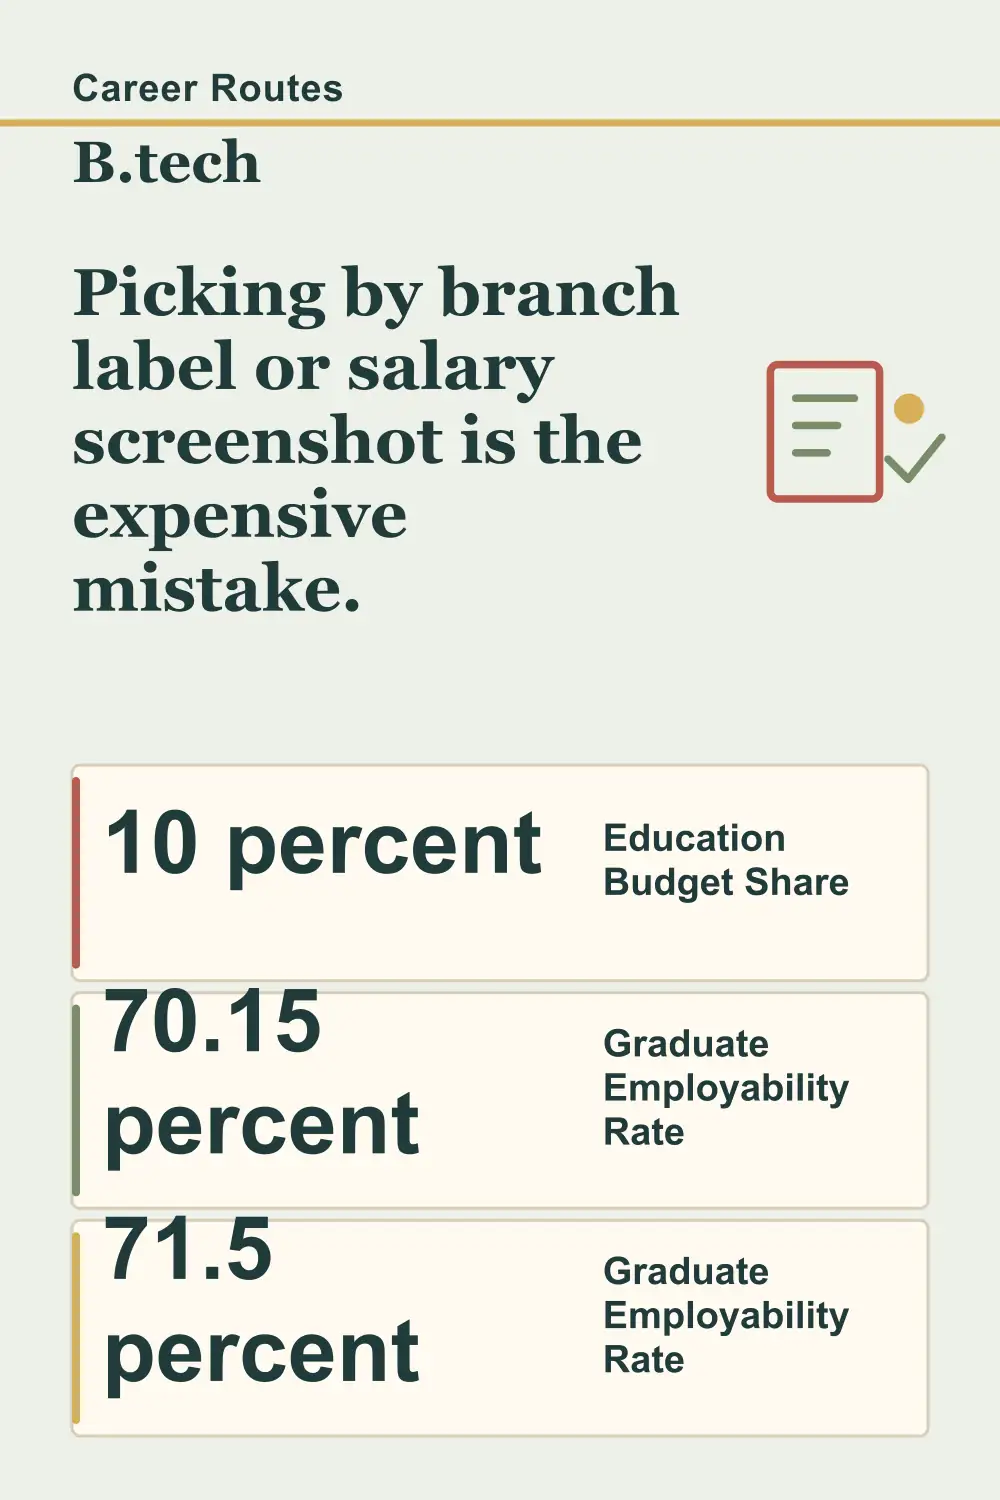 Career Routes
B.tech
Picking by branch
label or salary
screenshot is the
expensive
mistake.
10 percent
Education
Budget Share
70.15
percent
Graduate
Employability
Rate
71.5
percent
Graduate
Employability
Rate